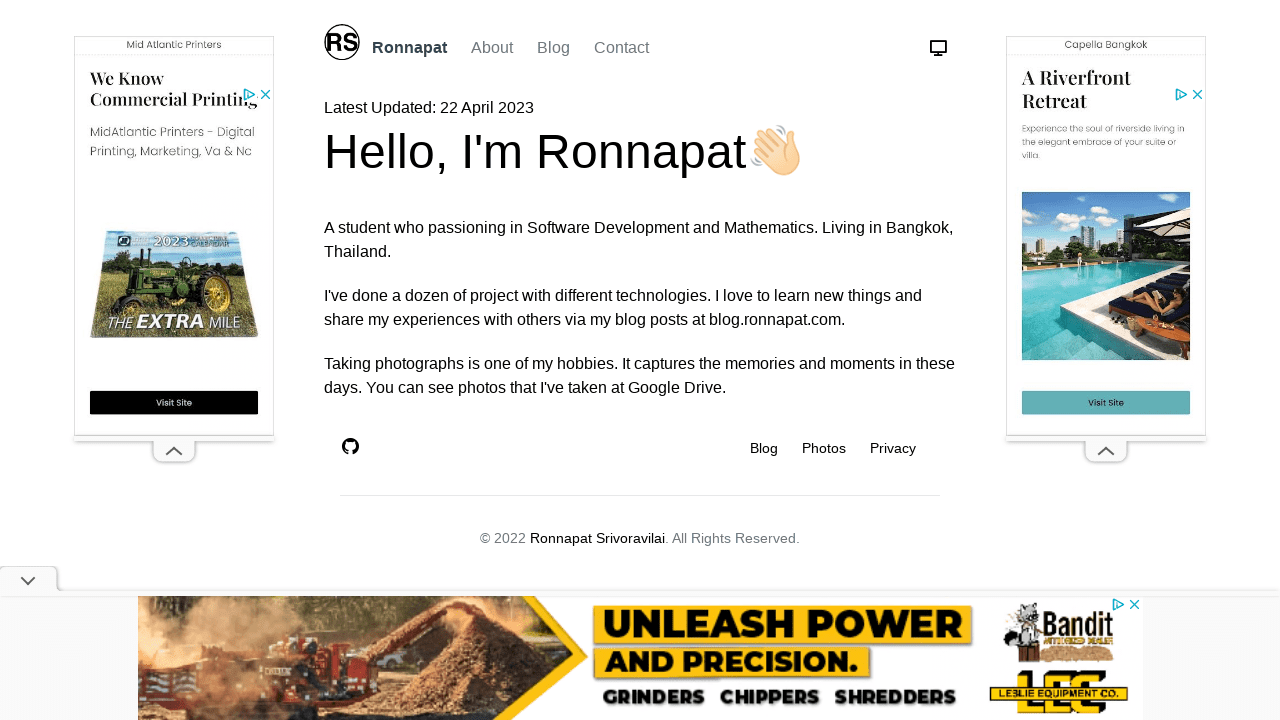 RS
Ronnapat About Blog Contact
Latest Updated: 22 April 2023
Hello, I'm Ronnapat👋🏻
A student who passioning in Software Development and Mathematics. Living in Bangkok,
Thailand.
I've done a dozen of project with different technologies. I love to learn new things and
share my experiences with others via my blog posts at blog.ronnapat.com.
Taking photographs is one of my hobbies. It captures the memories and moments in these
days. You can see photos that I've taken at Google Drive.
Blog Photos Privacy
© 2022 Ronnapat Srivoravilai. All Rights Reserved.
Mid Atlantic Printers
We Know
Commercial Printing
MidAtlantic Printers - Digital
Printing, Marketing, Va & Nc
2023
CALENDAR
THE EXTRA MILE
Visit Site
Capella Bangkok
A Riverfront
Retreat
Experience the soul of riverside living in
the elegant embrace of your suite or
villa.
Visit Site
UNLEASH POWER
AND PRECISION.
GRINDERS CHIPPERS SHREDDERS
Bandit
LEC
LESLIE EQUIPMENT CO.